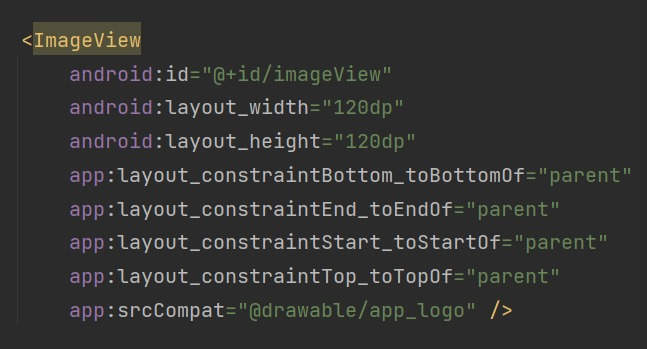 <ImageView
android:id="@+id/imageView"
android:layout_width="120dp"
android:layout_height="120dp"
app:layout_constraintBottom_toBottomOf="parent"
app:layout_constraintEnd_toEndOf="parent"
app:layout_constraintStart_toStartOf="parent"
app:layout_constraintTop_toTopOf="parent"
app:srcCompat="@drawable/app_logo" />